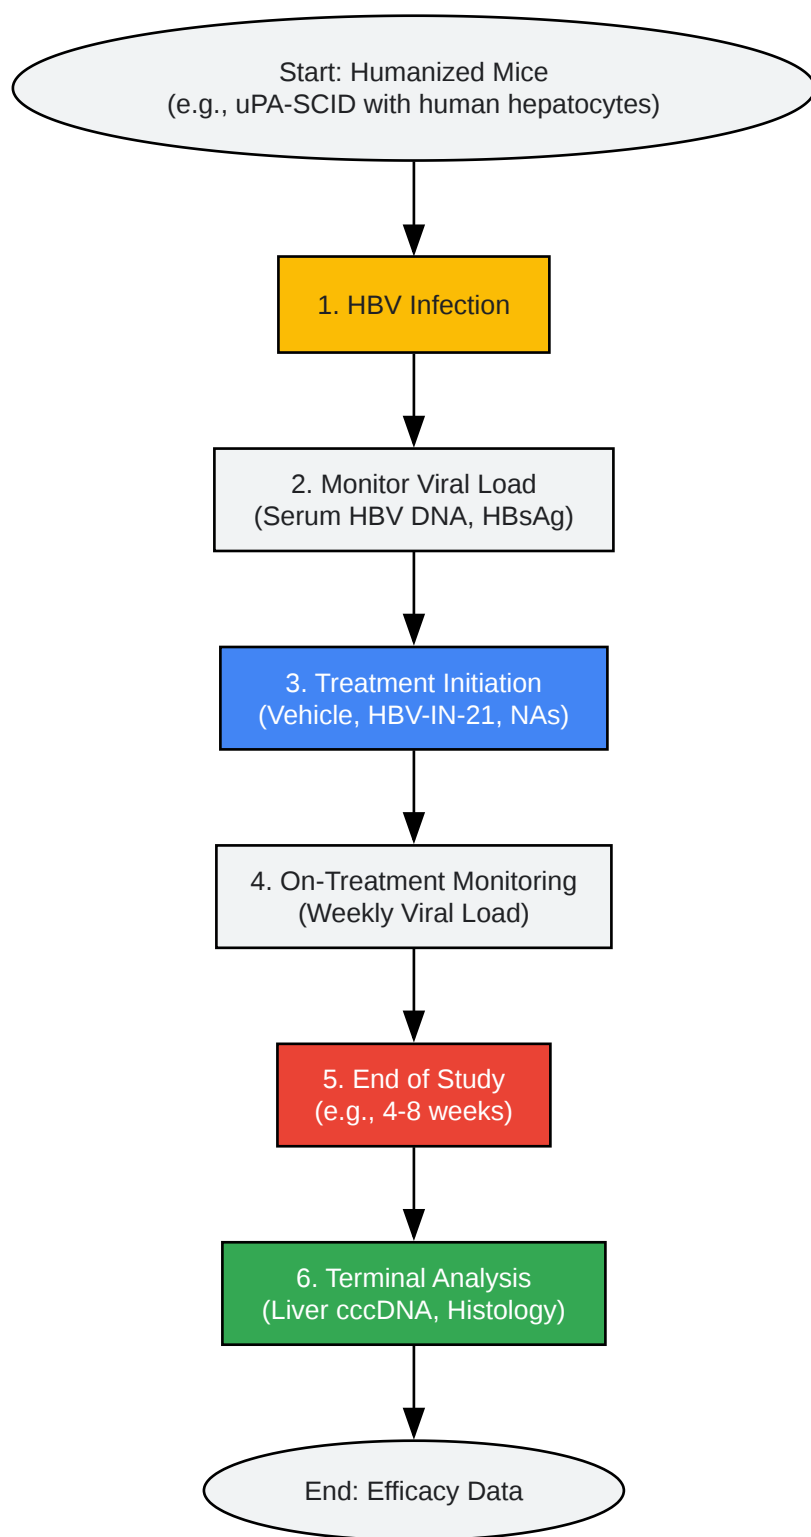 Start: Humanized Mice
(e.g., uPA-SCID with human hepatocytes)
1. HBV Infection
2. Monitor Viral Load
(Serum HBV DNA, HBsAg)
3. Treatment Initiation
(Vehicle, HBV-IN-21, NAs)
4. On-Treatment Monitoring
(Weekly Viral Load)
5. End of Study
(e.g., 4-8 weeks)
6. Terminal Analysis
(Liver cccDNA, Histology)
End: Efficacy Data